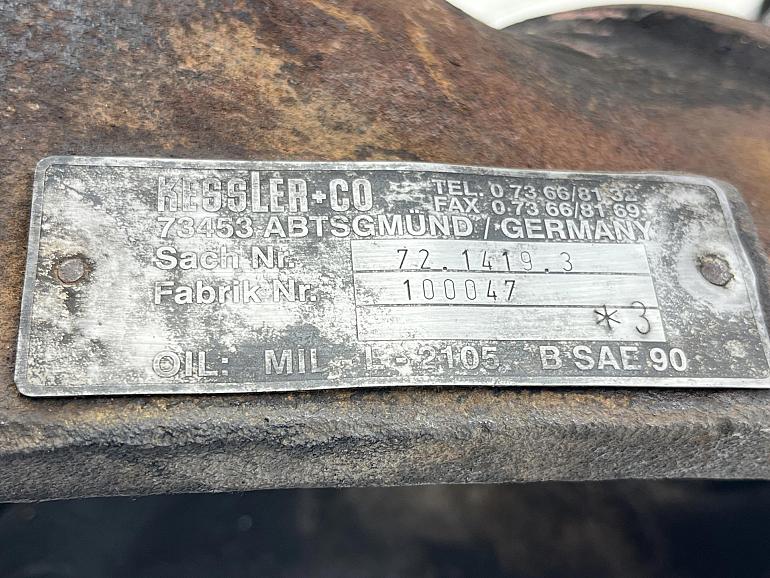 KESSLER+CO TEL. 0 73 66/81 32
FAX 0 73 66/81 69
73453 ABTSGMÜND / GERMANY
Sach Nr. 72.1419.3
Fabrik Nr. 100047
*3
OIL: MIL - L - 2105 B SAE 90